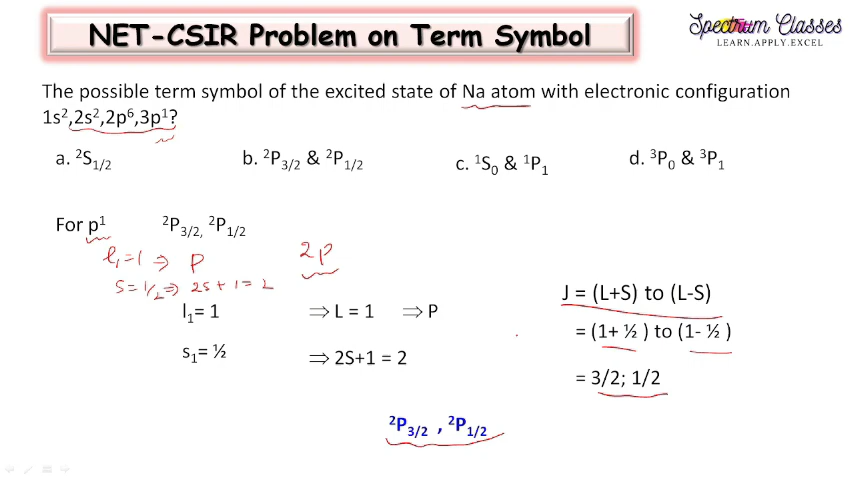 NET-CSIR Problem on Term Symbol
Spectrum Classes
LEARN.APPLY.EXCEL
The possible term symbol of the excited state of Na atom with electronic configuration
1s²,2s²,2p⁶,3p¹?
a. ²S₁/₂ b. ²P₃/₂ & ²P₁/₂ c. ¹S₀ & ¹P₁ d. ³P₀ & ³P₁
For p¹ ²P₃/₂, ²P₁/₂
l₁=1 ⇒ P 2P
S=1/2 ⇒ 2S+1=2
l₁= 1 ⇒ L = 1 ⇒ P
s₁= ½ ⇒ 2S+1 = 2
J = (L+S) to (L-S)
= (1+ ½ ) to (1- ½ )
= 3/2; 1/2
²P₃/₂ , ²P₁/₂